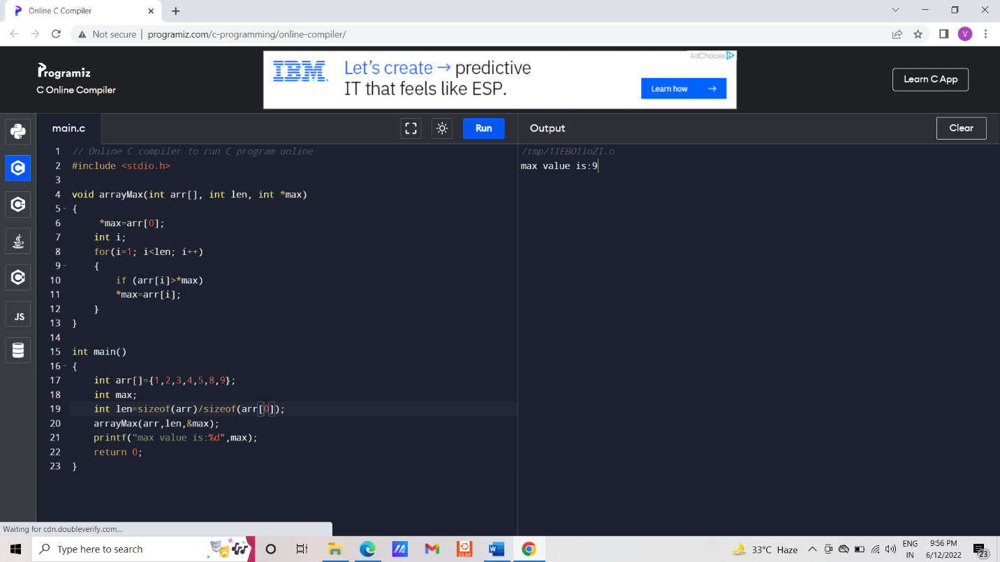 Online C Compiler
Not secure | programiz.com/c-programming/online-compiler/
V
Programiz
C Online Compiler
IBM
Let's create → predictive
IT that feels like ESP.
AdChoices
Learn how →
Learn C App
main.c
Run
Output
Clear
JS
1 // Online C compiler to run C program online
2 #include <stdio.h>
3
4 void arrayMax(int arr[], int len, int *max)
5 {
6 *max=arr[0];
7 int i;
8 for(i=1; i<len; i++)
9 {
10 if (arr[i]>*max)
11 *max=arr[i];
12 }
13 }
14
15 int main()
16 {
17 int arr[]={1,2,3,4,5,8,9};
18 int max;
19 int len=sizeof(arr)/sizeof(arr[0]);
20 arrayMax(arr,len,&max);
21 printf("max value is:%d",max);
22 return 0;
23 }
/tmp/1IEBO1ioZI.o
max value is:9
Waiting for cdn.doubleverify.com...
Type here to search
20.04
33°C Haze
ENG
IN
9:56 PM
6/12/2022
23